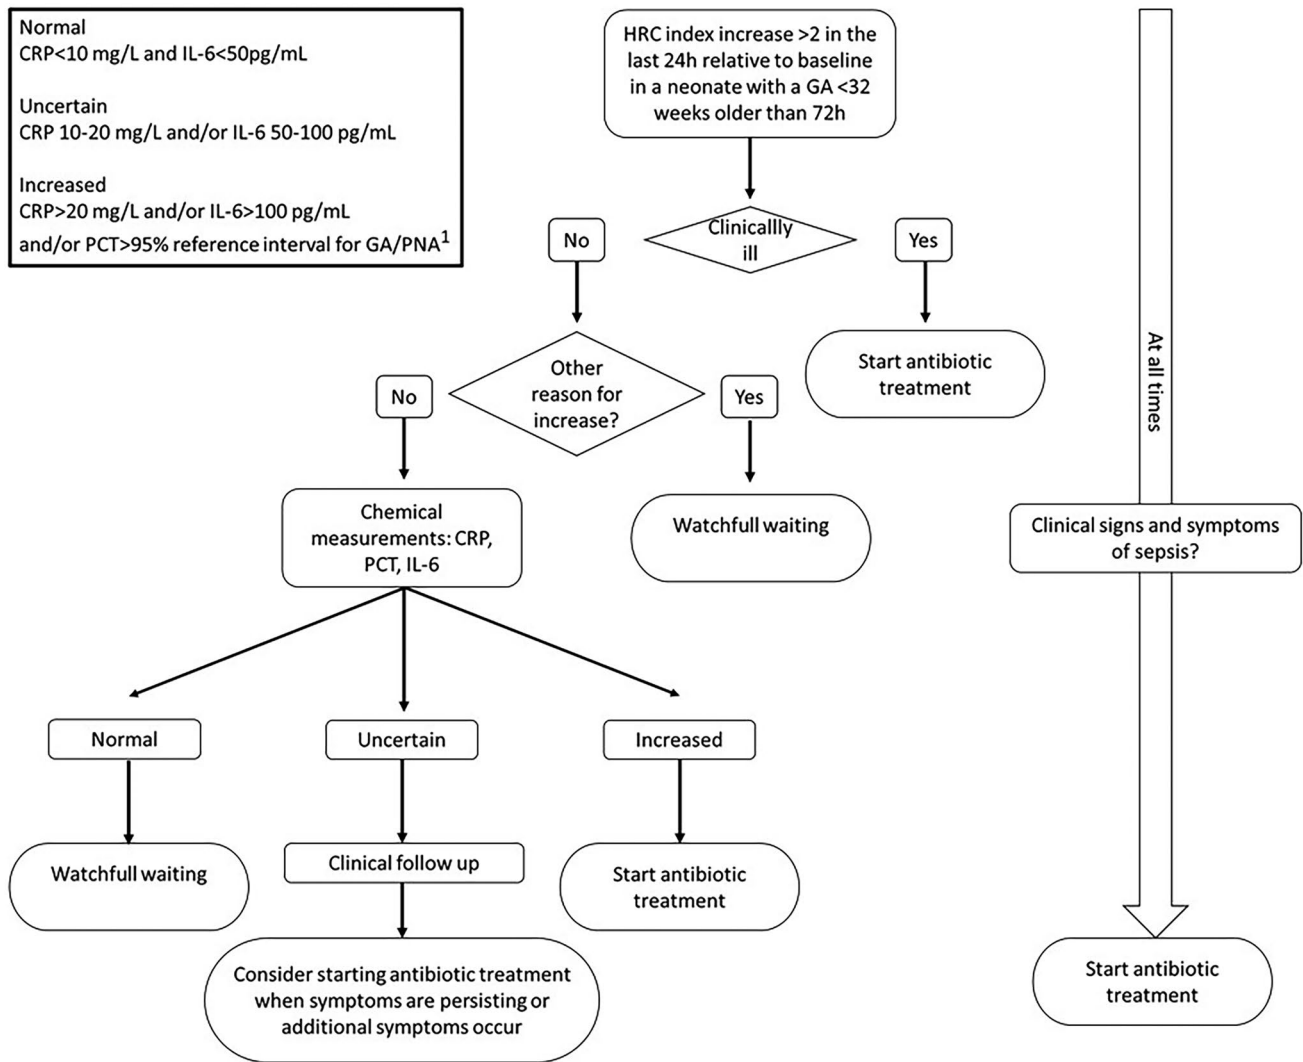 Normal
CRP<10 mg/L and IL-6<50pg/mL
Uncertain
CRP 10-20 mg/L and/or IL-6 50-100 pg/mL
Increased
CRP>20 mg/L and/or IL-6>100 pg/mL
and/or PCT>95% reference interval for GA/PNA1
HRC index increase >2 in the
last 24h relative to baseline
in a neonate with a GA <32
weeks older than 72h
No
Clinicallly
ill
Yes
Start antibiotic
treatment
No
Other
reason for
increase?
Yes
Watchfull waiting
Chemical
measurements: CRP,
PCT, IL-6
Normal
Uncertain
Increased
Watchfull waiting
Clinical follow up
Start antibiotic
treatment
Consider starting antibiotic treatment
when symptoms are persisting or
additional symptoms occur
At all times
Clinical signs and symptoms
of sepsis?
Start antibiotic
treatment